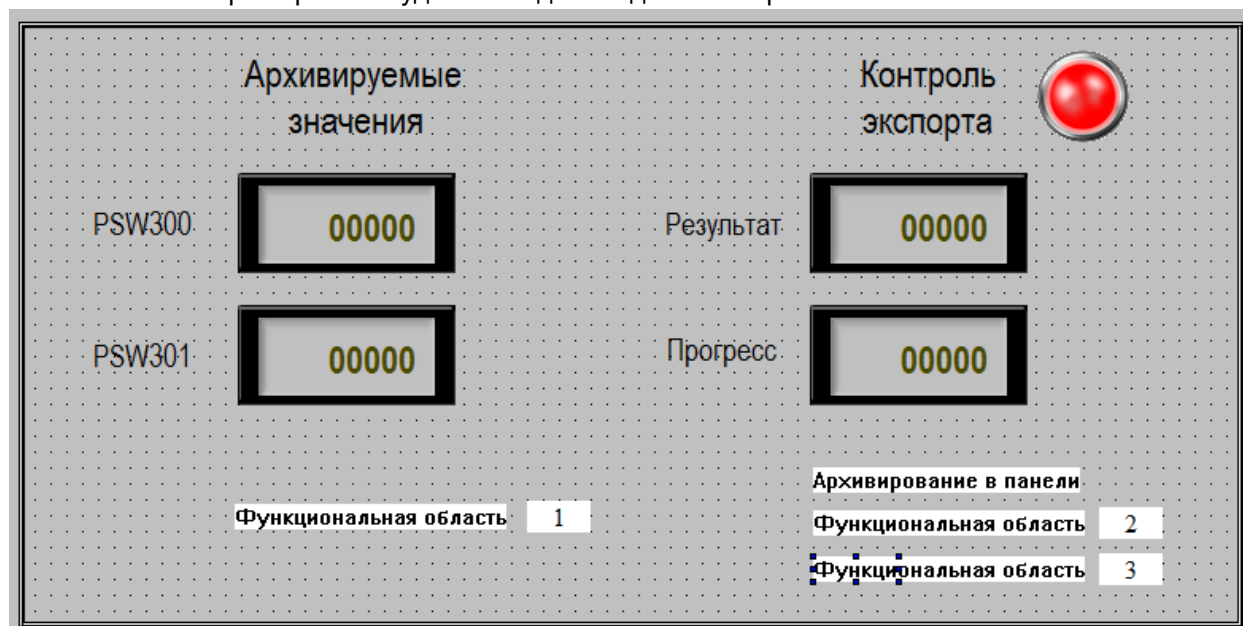 Архивируемые
значения
Контроль
экспорта
PSW300
00000
Результат
00000
PSW301
00000
Прогресс
00000
Архивирование в панели
Функциональная область 1
Функциональная область 2
Функциональная область 3